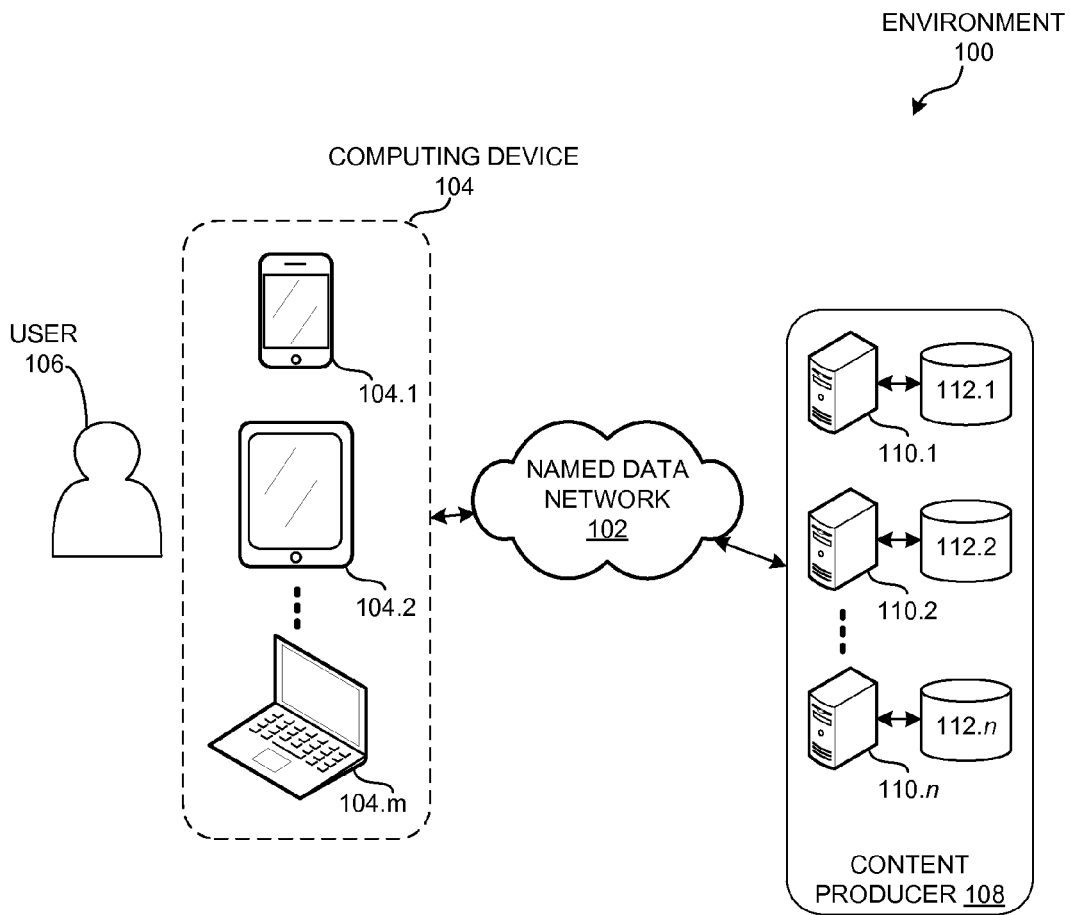 ENVIRONMENT
100
COMPUTING DEVICE
104
USER
106
104.1
104.2
104.m
NAMED DATA
NETWORK
102
112.1
110.1
112.2
110.2
112.n
110.n
CONTENT
PRODUCER 108